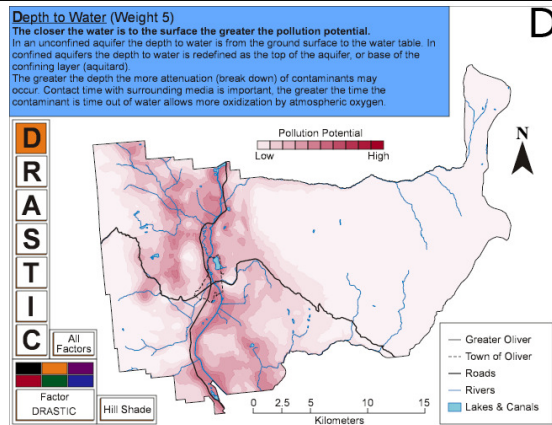 Depth to Water (Weight 5)
The closer the water is to the surface the greater the pollution potential.
In an unconfined aquifer the depth to water is from the ground surface to the water table. In
confined aquifers the depth to water is redefined as the top of the aquifer, or base of the
confining layer (aquitard).
The greater the depth the more attenuation (break down) of contaminants may
occur. Contact time with surrounding media is important, the greater the time the
contaminant is time out of water allows more oxidization by atmospheric oxygen.
D
Pollution Potential
Low High
N
D
R
A
S
T
I
C
All
Factors
Factor
DRASTIC
Hill Shade
0 2.5 5 10 15
Kilometers
Greater Oliver
Town of Oliver
Roads
Rivers
Lakes & Canals